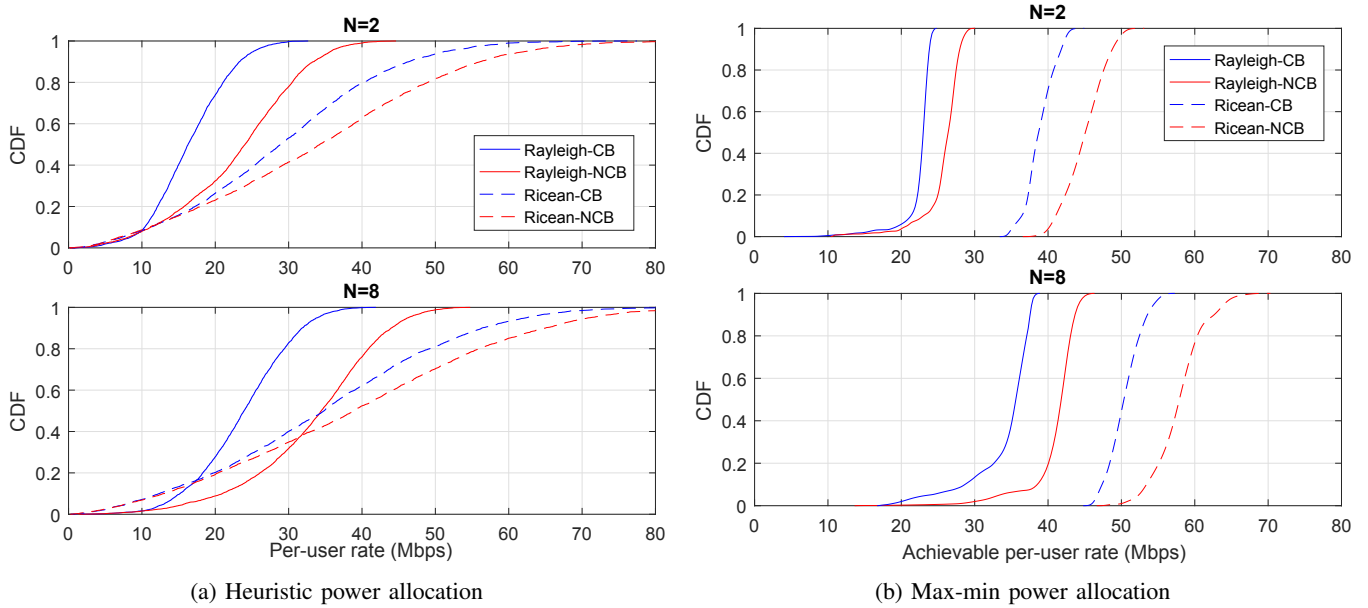 N=2
1
0.8
0.6
0.4
0.2
0
CDF
Rayleigh-CB
Rayleigh-NCB
Ricean-CB
Ricean-NCB
0 10 20 30 40 50 60 70 80
N=8
1
0.8
0.6
0.4
0.2
0
CDF
0 10 20 30 40 50 60 70 80
Per-user rate (Mbps)
(a) Heuristic power allocation
N=2
1
0.8
0.6
0.4
0.2
0
CDF
Rayleigh-CB
Rayleigh-NCB
Ricean-CB
Ricean-NCB
0 10 20 30 40 50 60 70 80
N=8
1
0.8
0.6
0.4
0.2
0
CDF
0 10 20 30 40 50 60 70 80
Achievable per-user rate (Mbps)
(b) Max-min power allocation